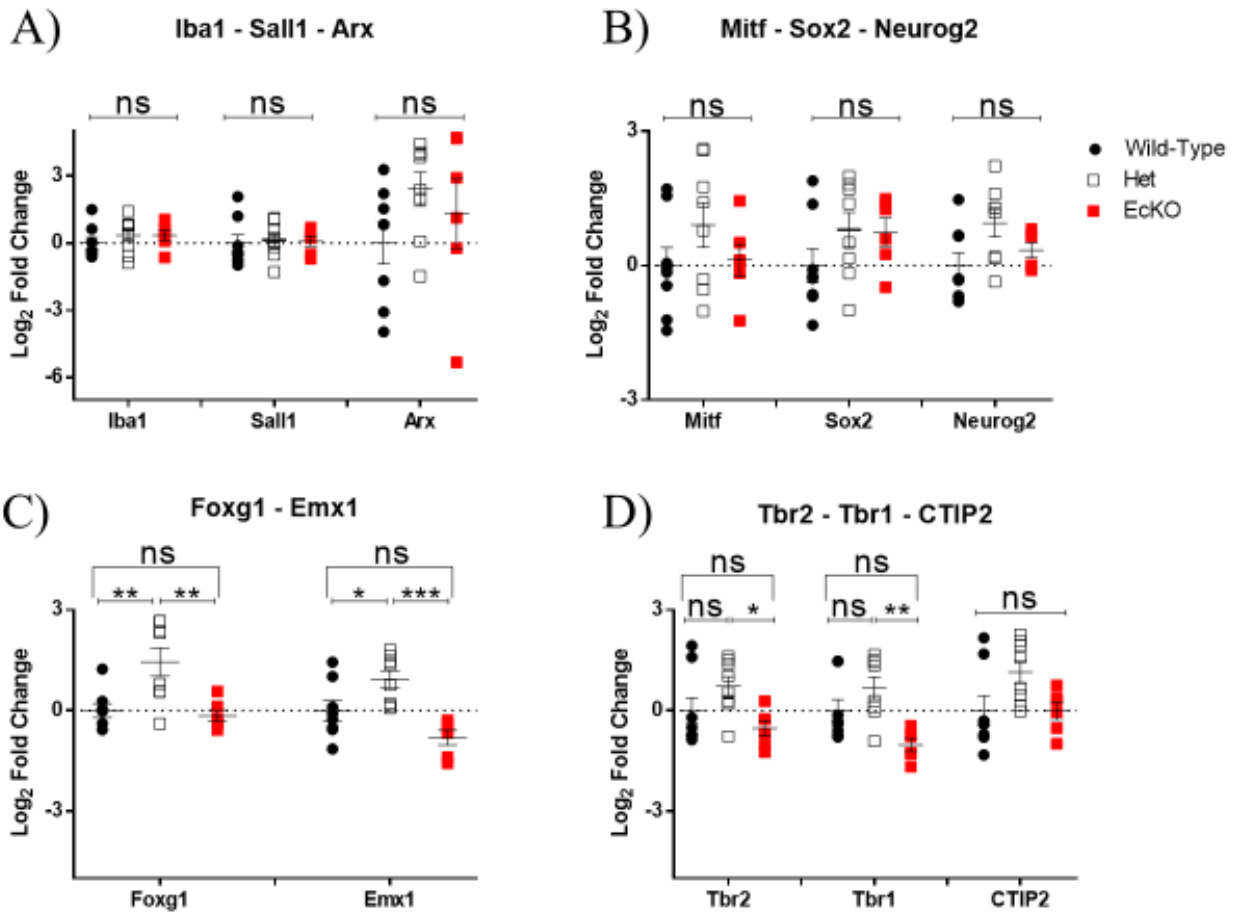 A)
Iba1 - Sall1 - Arx
ns ns ns
Log2 Fold Change
3
0
-3
-6
Iba1 Sall1 Arx
B)
Mitf - Sox2 - Neurog2
ns ns ns
Log2 Fold Change
3
0
-3
Mitf Sox2 Neurog2
Wild-Type
Het
EcKO
C)
Foxg1 - Emx1
ns ns
** ** * ***
Log2 Fold Change
3
0
-3
Foxg1 Emx1
D)
Tbr2 - Tbr1 - CTIP2
ns ns ns
ns * ns **
Log2 Fold Change
3
0
-3
Tbr2 Tbr1 CTIP2